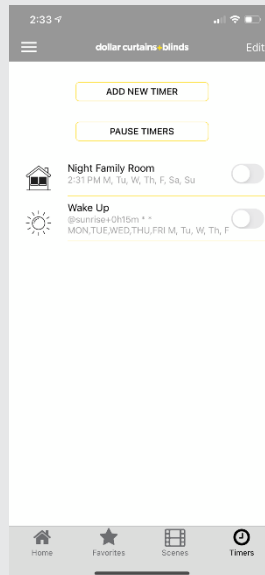 2:33
dollar curtains+blinds
Edit
ADD NEW TIMER
PAUSE TIMERS
Night Family Room
2:31 PM M, Tu, W, Th, F, Sa, Su
Wake Up
@sunrise+0h15m * *
MON,TUE,WED,THU,FRI M, Tu, W, Th, F
Home
Favorites
Scenes
Timers